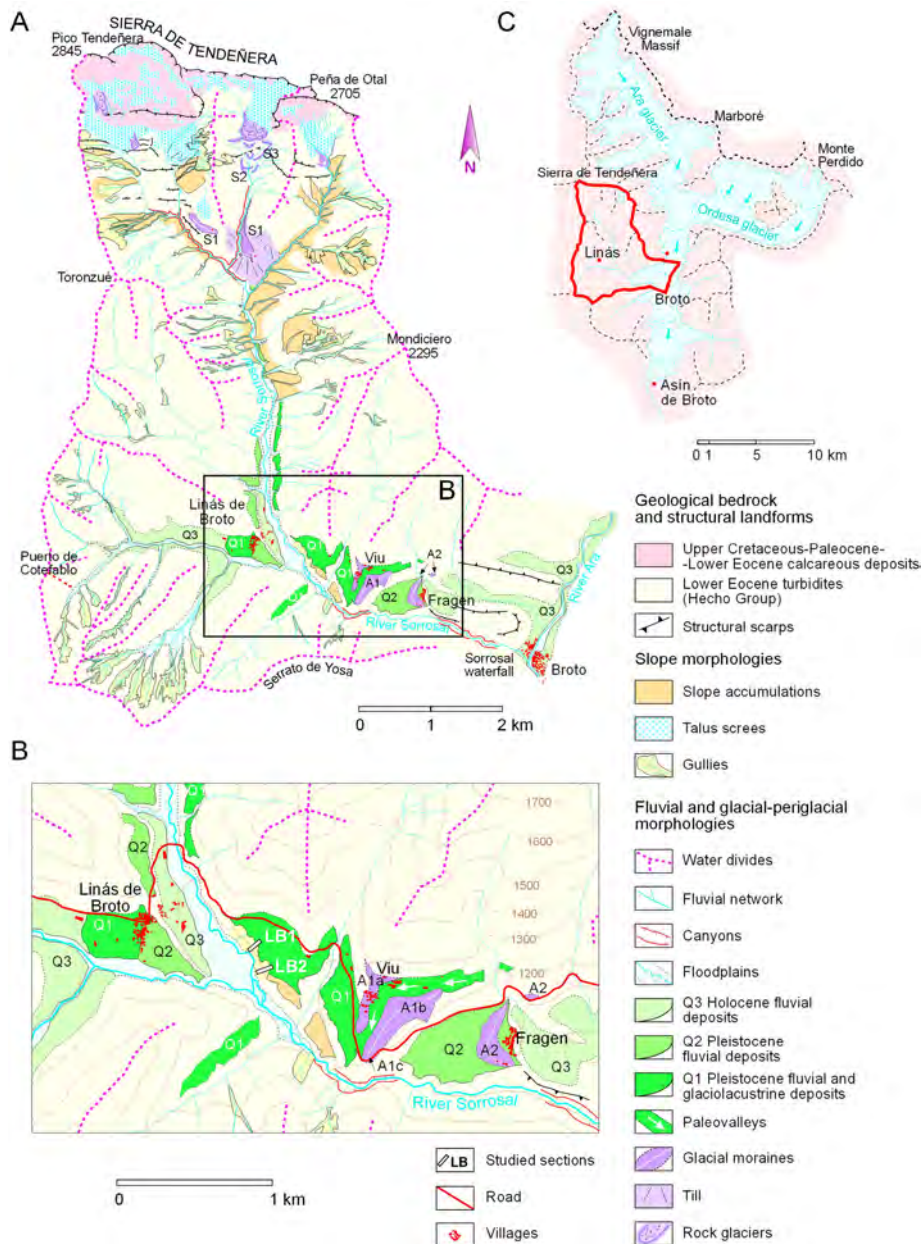 A
SIERRA DE TENDEÑERA
Pico Tendeñera
2845
Peña de Otal
2705
N
S3
S2
S1
S1
Toronzué
Mondiciero
2295
River Sorrosal
B
Linás de
Broto
Q3
Q1
Q1
Viu
Q1
A1
A2
Q2
Fragen
Q3
Q3
River Ara
Puerto de
Cotefablo
Q1
River Sorrosal
Sorrosal
waterfall
Broto
Serrato de Yosa
0 1 2 km
C
Vignemale
Massif
Ara glacier
Marboré
Monte
Perdido
Sierra de Tendeñera
Ordesa glacier
Linás
Broto
Asín
de Broto
0 1 5 10 km
Geological bedrock
and structural landforms
Upper Cretaceous-Paleocene-
-Lower Eocene calcareous deposits
Lower Eocene turbidites
(Hecho Group)
Structural scarps
Slope morphologies
Slope accumulations
Talus screes
Gullies
Fluvial and glacial-periglacial
morphologies
Water divides
Fluvial network
Canyons
Floodplains
Q3 Holocene fluvial
deposits
Q2 Pleistocene
fluvial deposits
Q1 Pleistocene fluvial and
glaciolacustrine deposits
Paleovalleys
Glacial moraines
Till
Rock glaciers
B
Q1
1700
1600
1500
1400
1300
1200
Q2
Linás de
Broto
Q1
Q3
Q2
Q3
LB1
LB2
Viu
A1a
Q1
A1b
A2
Q1
Q2
A2
Fragen
Q3
A1c
River Sorrosal
0 1 km
LB Studied sections
Road
Villages